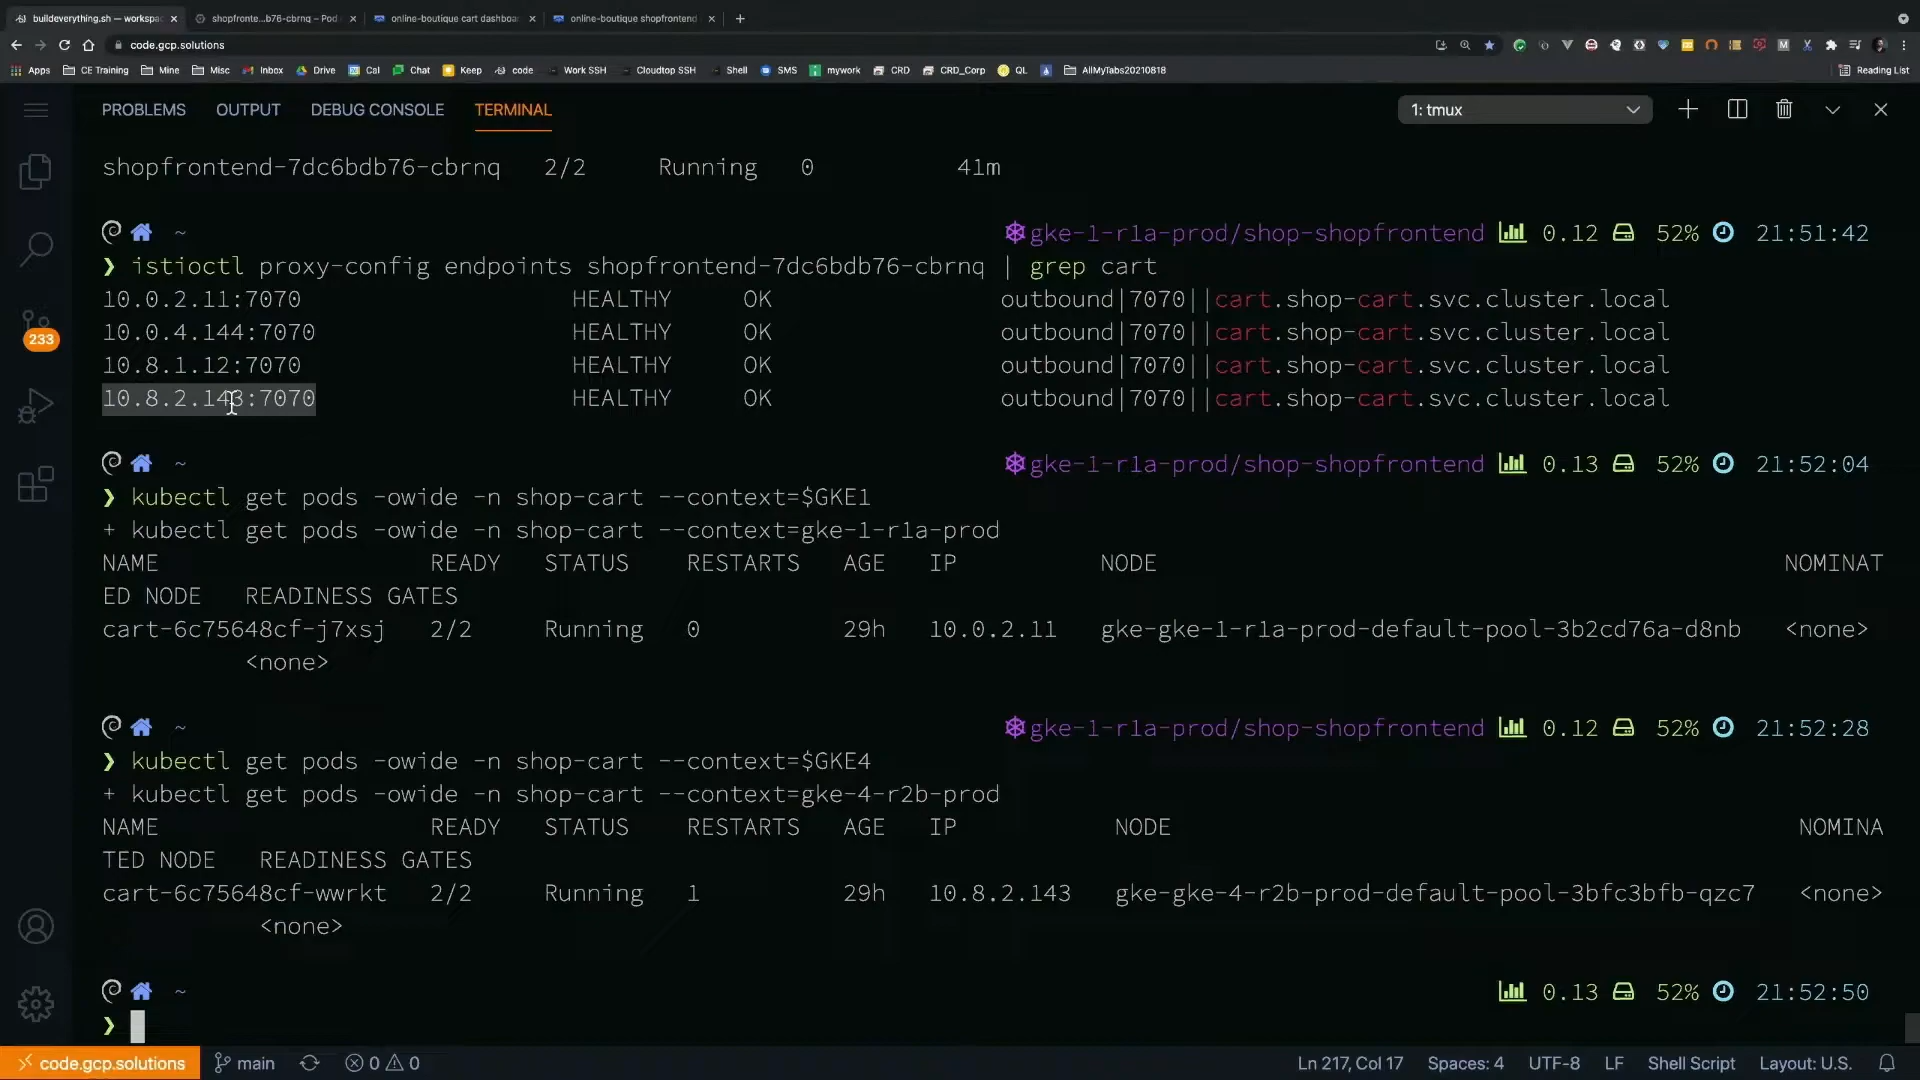 buildeverything.sh — workspac
shopfronte...b76-cbrnq – Pod
online-boutique cart dashboar
online-boutique shopfrontend
code.gcp.solutions
Apps CE Training Mine Misc Inbox Drive Cal Chat Keep code Work SSH Cloudtop SSH Shell SMS mywork CRD CRD_Corp QL AllMyTabs20210818 Reading List
PROBLEMS OUTPUT DEBUG CONSOLE TERMINAL 1: tmux
shopfrontend-7dc6bdb76-cbrnq 2/2 Running 0 41m
~ gke-1-r1a-prod/shop-shopfrontend 0.12 52% 21:51:42
❯ istioctl proxy-config endpoints shopfrontend-7dc6bdb76-cbrnq | grep cart
10.0.2.11:7070 HEALTHY OK outbound|7070||cart.shop-cart.svc.cluster.local
10.0.4.144:7070 HEALTHY OK outbound|7070||cart.shop-cart.svc.cluster.local
10.8.1.12:7070 HEALTHY OK outbound|7070||cart.shop-cart.svc.cluster.local
10.8.2.143:7070 HEALTHY OK outbound|7070||cart.shop-cart.svc.cluster.local
233
~ gke-1-r1a-prod/shop-shopfrontend 0.13 52% 21:52:04
❯ kubectl get pods -owide -n shop-cart --context=$GKE1
+ kubectl get pods -owide -n shop-cart --context=gke-1-r1a-prod
NAME READY STATUS RESTARTS AGE IP NODE NOMINAT
ED NODE READINESS GATES
cart-6c75648cf-j7xsj 2/2 Running 0 29h 10.0.2.11 gke-gke-1-r1a-prod-default-pool-3b2cd76a-d8nb <none>
<none>
~ gke-1-r1a-prod/shop-shopfrontend 0.12 52% 21:52:28
❯ kubectl get pods -owide -n shop-cart --context=$GKE4
+ kubectl get pods -owide -n shop-cart --context=gke-4-r2b-prod
NAME READY STATUS RESTARTS AGE IP NODE NOMINA
TED NODE READINESS GATES
cart-6c75648cf-wwrkt 2/2 Running 1 29h 10.8.2.143 gke-gke-4-r2b-prod-default-pool-3bfc3bfb-qzc7 <none>
<none>
~ 0.13 52% 21:52:50
❯
code.gcp.solutions main 0 0 Ln 217, Col 17 Spaces: 4 UTF-8 LF Shell Script Layout: U.S.